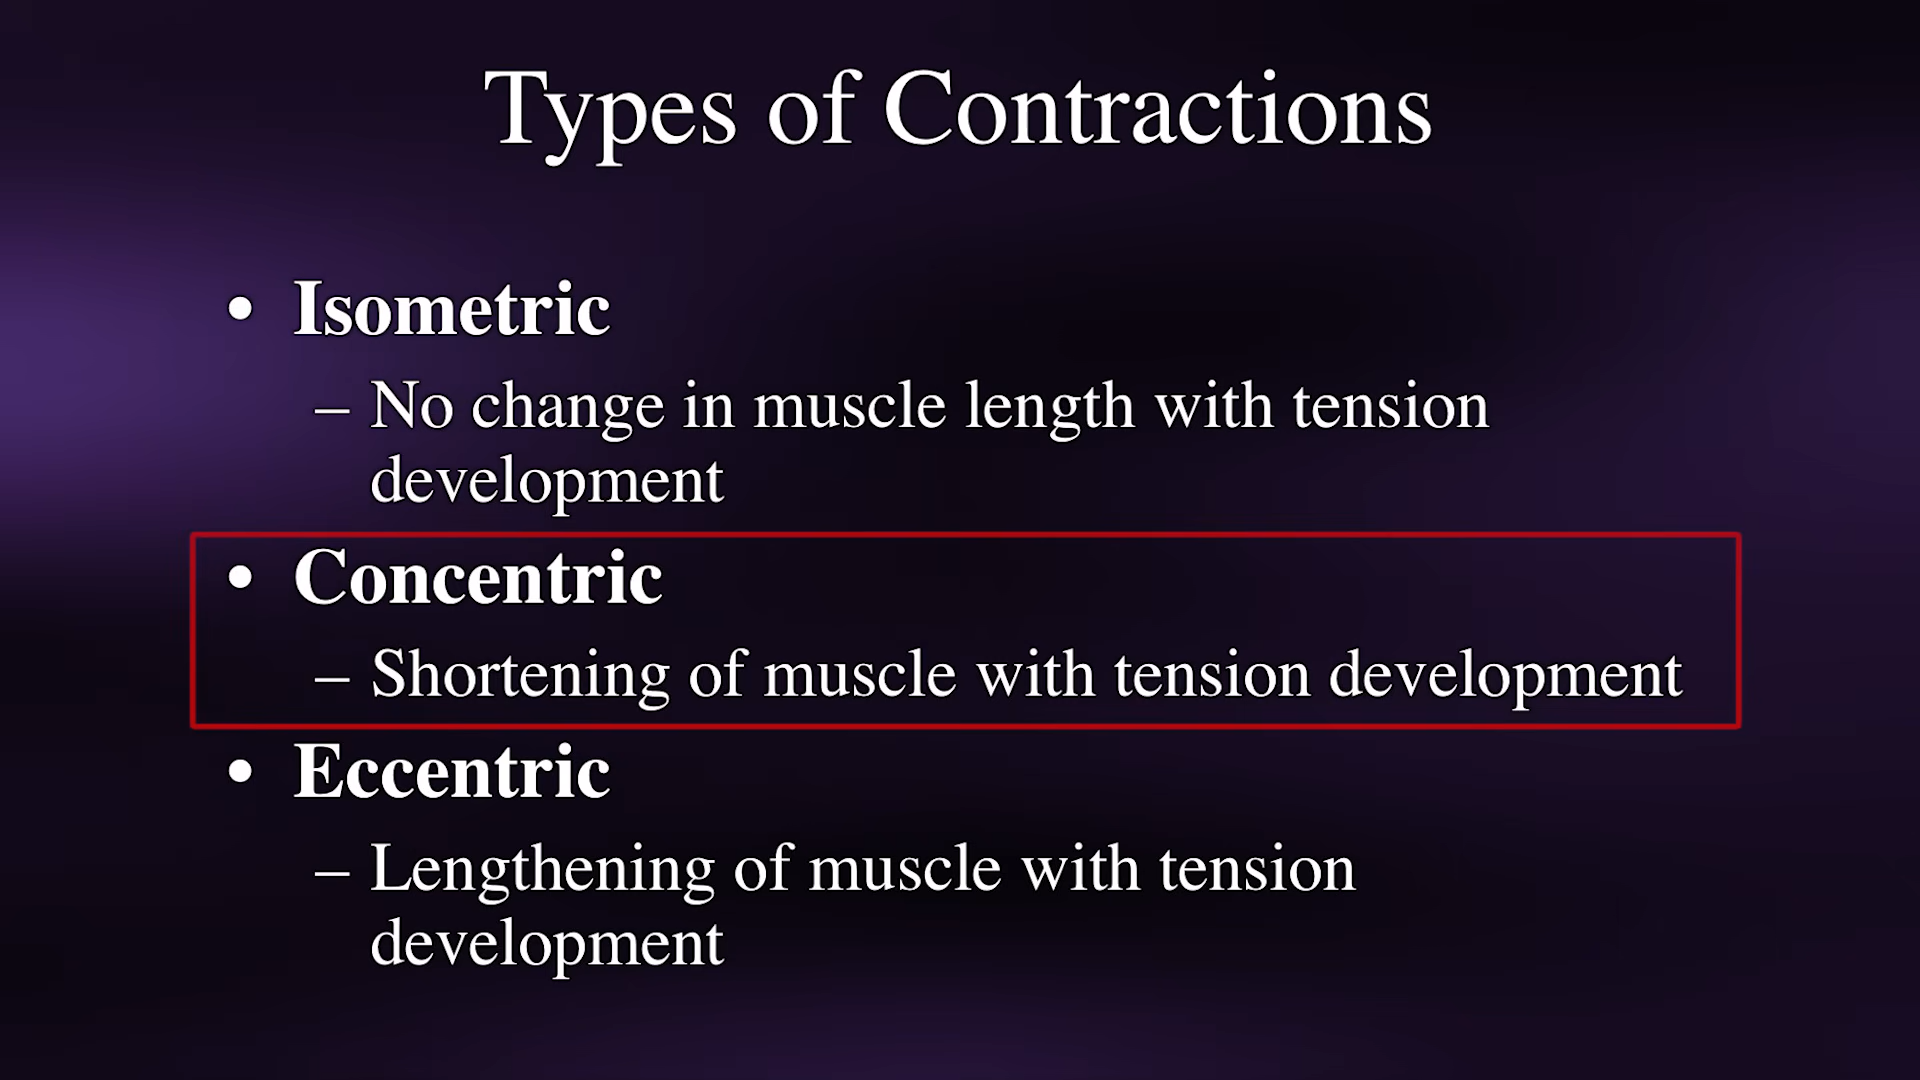 Types of Contractions
• Isometric
– No change in muscle length with tension
development
• Concentric
– Shortening of muscle with tension development
• Eccentric
– Lengthening of muscle with tension
development